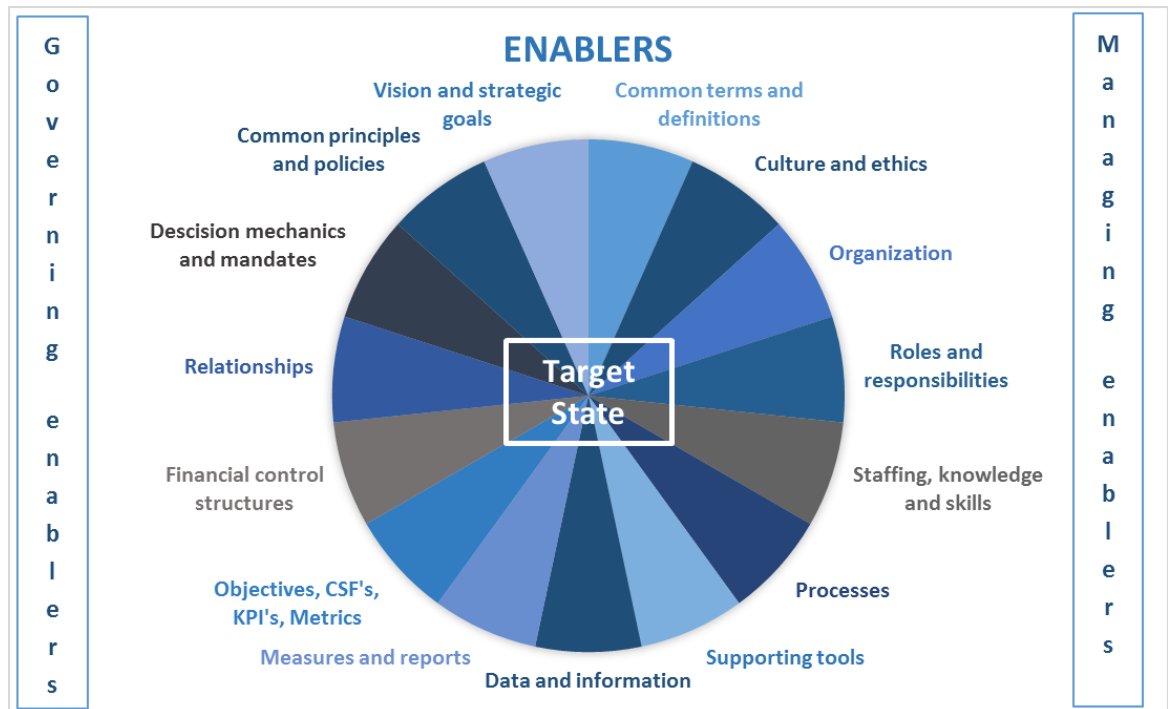 ENABLERS
Governing enablers
Managing enablers
Vision and strategic
goals
Common terms and
definitions
Common principles
and policies
Culture and ethics
Descision mechanics
and mandates
Organization
Relationships
Target
State
Roles and
responsibilities
Financial control
structures
Staffing, knowledge
and skills
Objectives, CSF's,
KPI's, Metrics
Processes
Measures and reports
Data and information
Supporting tools